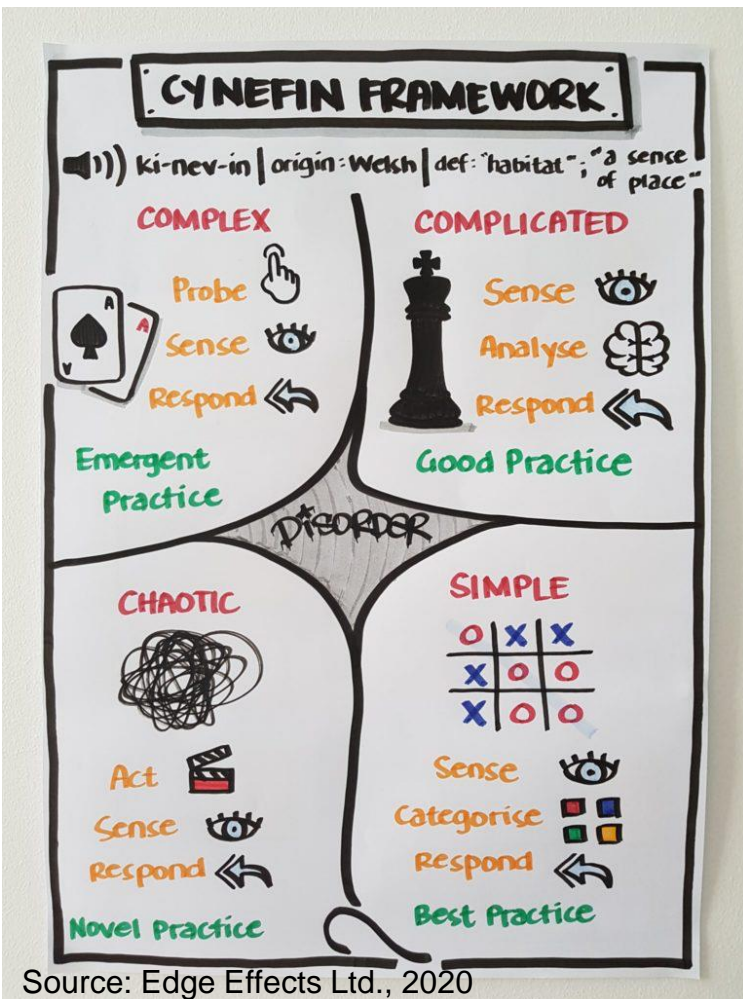 CYNEFIN FRAMEWORK
ki-nev-in | origin: Welsh | def: "habitat"; "a sense of place"
COMPLEX
Probe
Sense
Respond
Emergent
Practice
A
A
V
COMPLICATED
Sense
Analyse
Respond
Good Practice
DISORDER
CHAOTIC
Act
Sense
Respond
Novel Practice
SIMPLE
O X X
X O O
X O O
Sense
Categorise
Respond
Best Practice
Source: Edge Effects Ltd., 2020